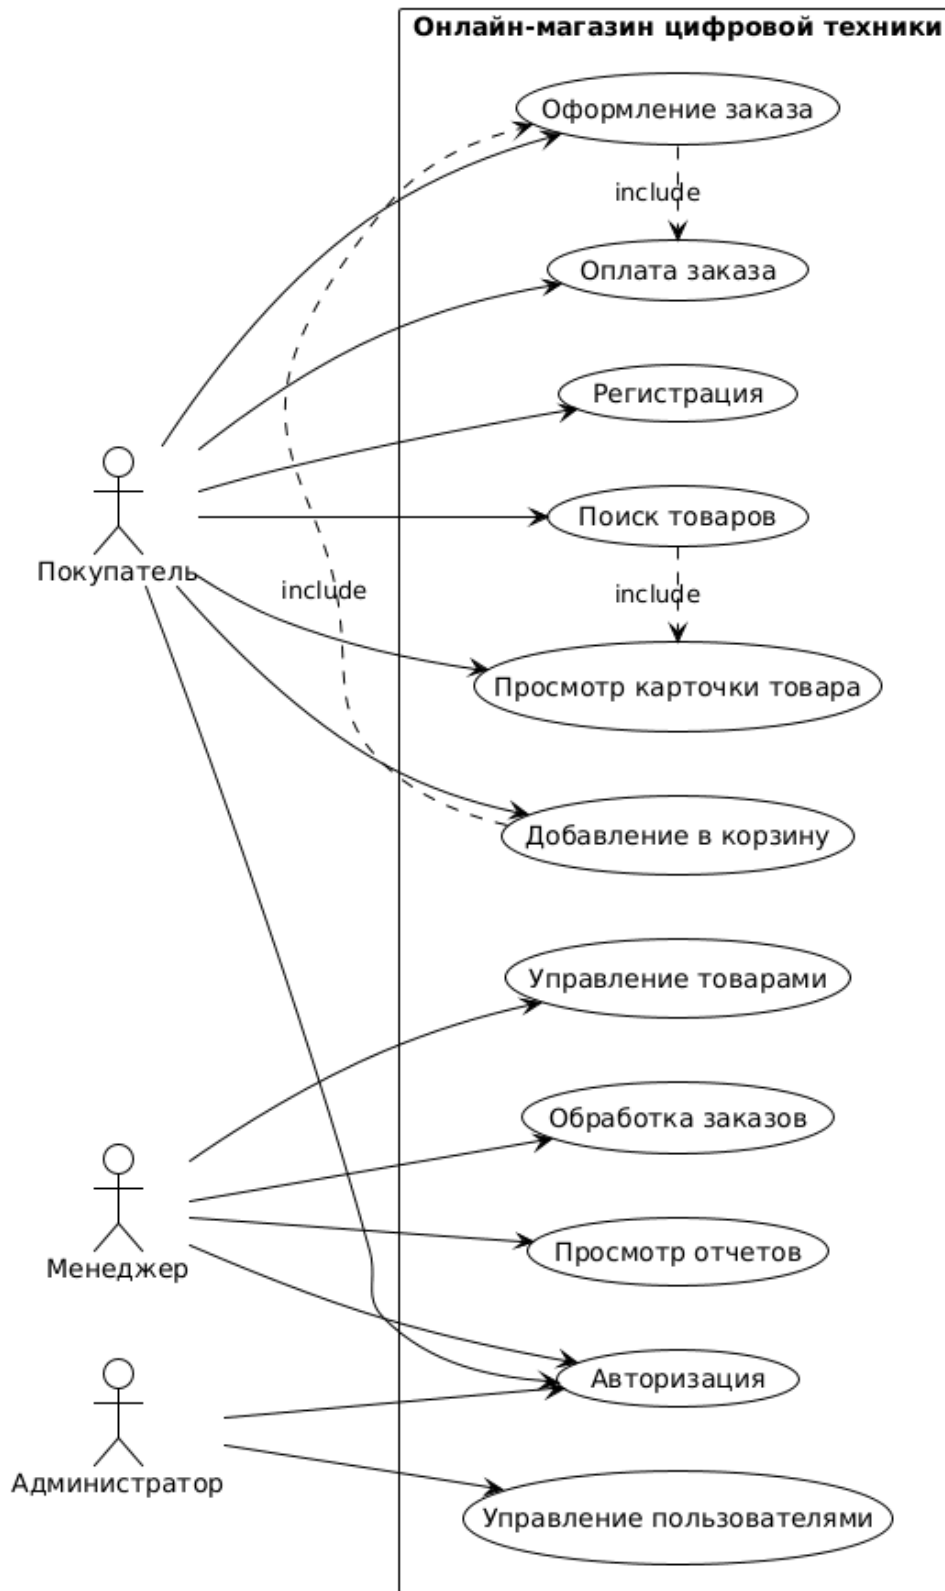 Онлайн-магазин цифровой техники
Оформление заказа
include
Оплата заказа
Регистрация
Поиск товаров
Покупатель
include
include
Просмотр карточки товара
Добавление в корзину
Управление товарами
Обработка заказов
Просмотр отчетов
Менеджер
Авторизация
Администратор
Управление пользователями